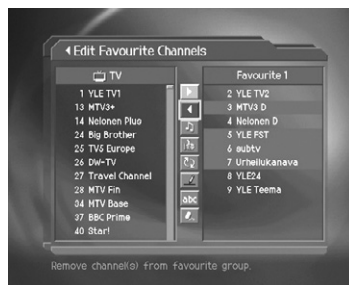 Edit Favourite Channels
TV
1 YLE TV1
13 MTV3+
14 Nelonen Plus
24 Big Brother
25 TV5 Europe
26 DW-TV
27 Travel Channel
28 MTV Fin
34 MTV Base
37 BBC Prime
40 Star!
abc
Favourite 1
2 YLE TV2
3 MTV3 D
4 Nelonen D
5 YLE FST
6 subtv
7 Urheilukanava
8 YLE24
9 YLE Teema
Remove channel(s) from favourite group.